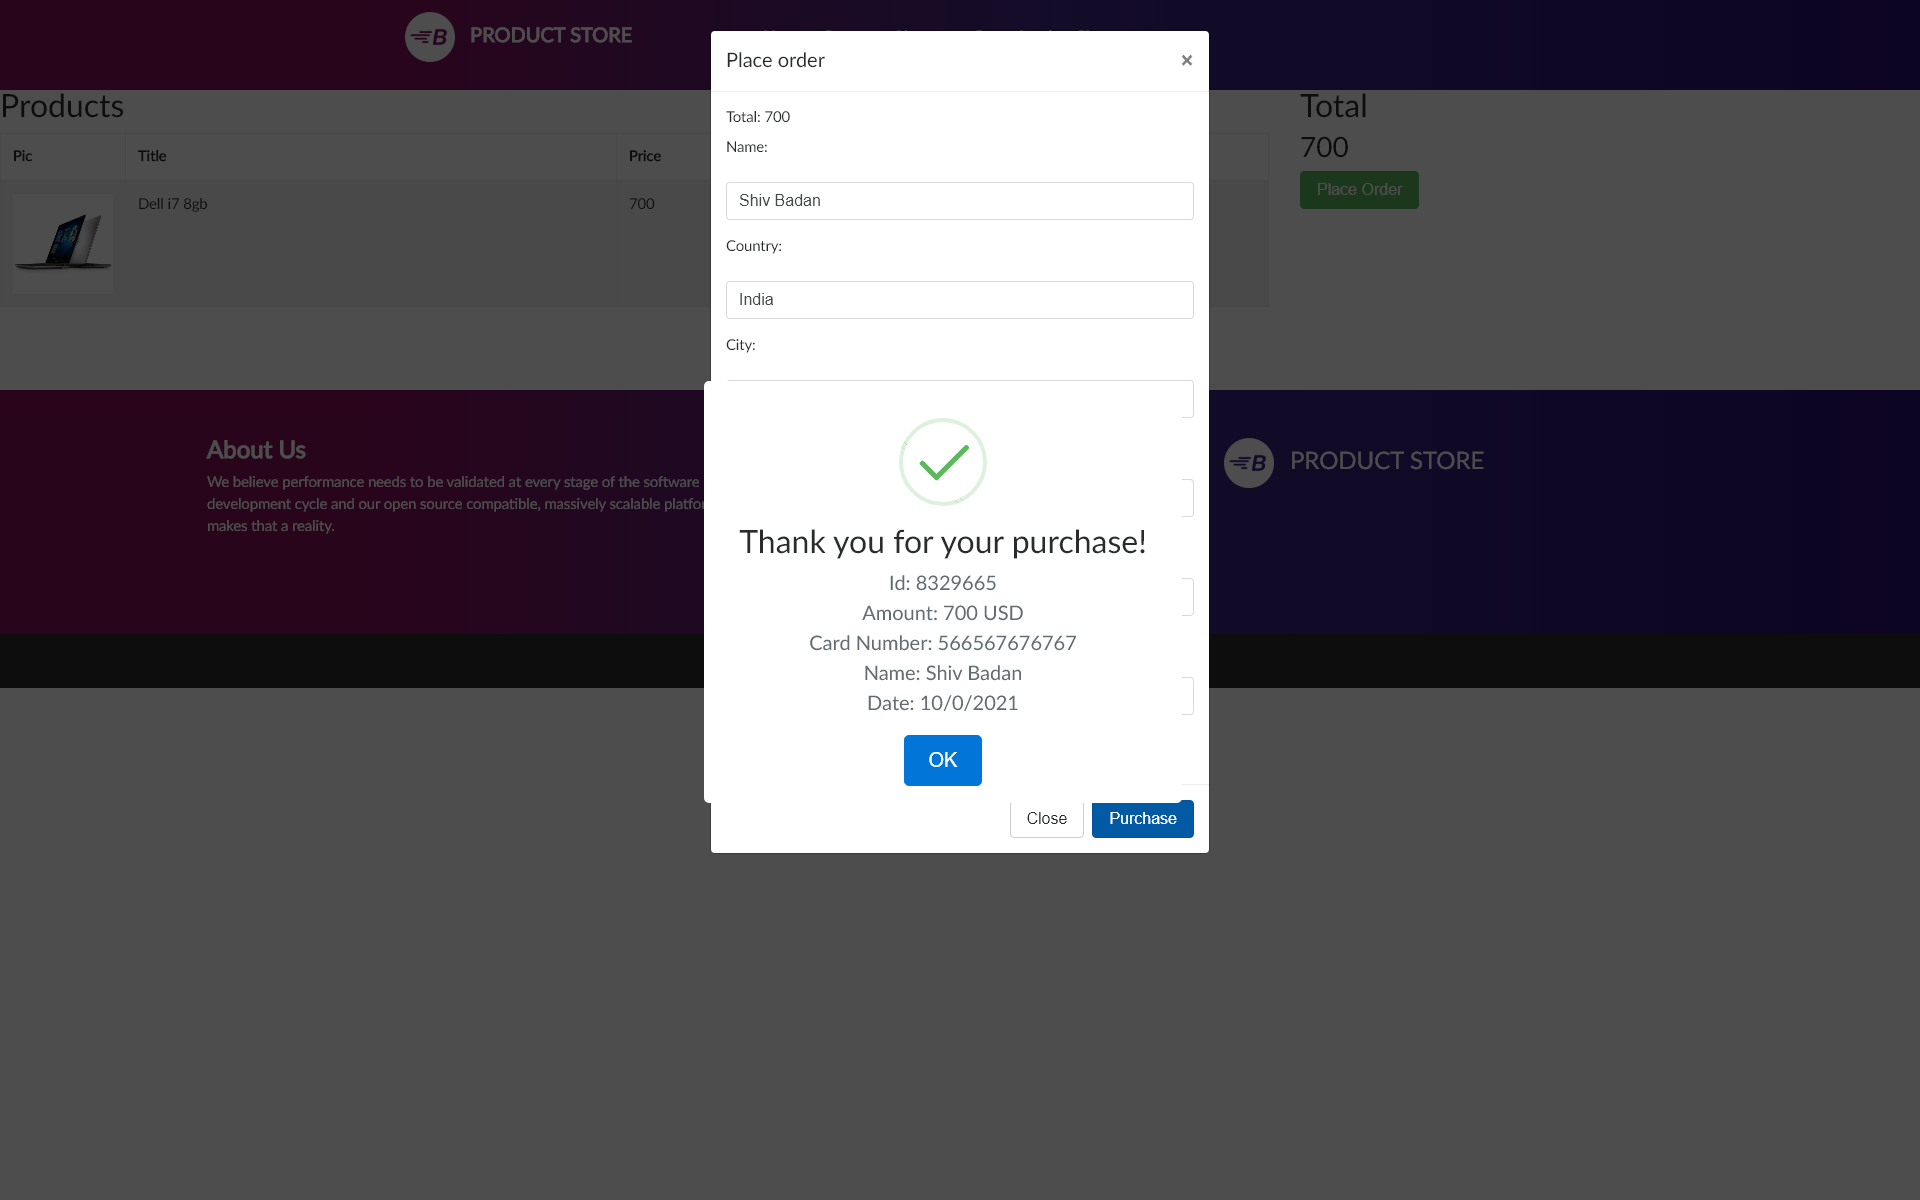 B PRODUCT STORE
Place order ×
Products
Total
Total: 700
700
Name:
Pic Title Price
Place Order
Shiv Badan
Dell i7 8gb 700
Country:
India
City:
About Us
We believe performance needs to be validated at every stage of the software
development cycle and our open source compatible, massively scalable
makes that a reality.
B PRODUCT STORE
Thank you for your purchase!
Id: 8329665
Amount: 700 USD
Card Number: 566567676767
Name: Shiv Badan
Date: 10/0/2021
OK
Close Purchase